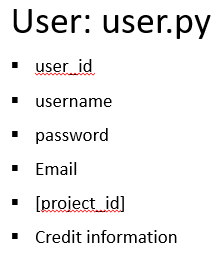 User: user.py
▪ user_id
▪ username
▪ password
▪ Email
▪ [project_id]
▪ Credit information